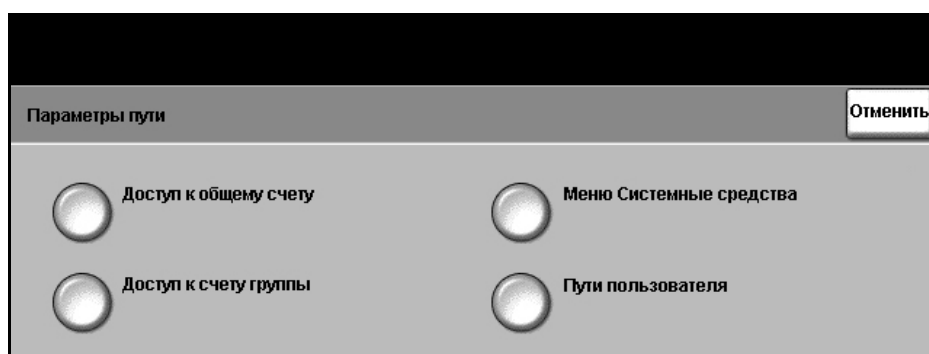 Параметры пути
Отменить
Доступ к общему счету
Меню Системные средства
Доступ к счету группы
Пути пользователя